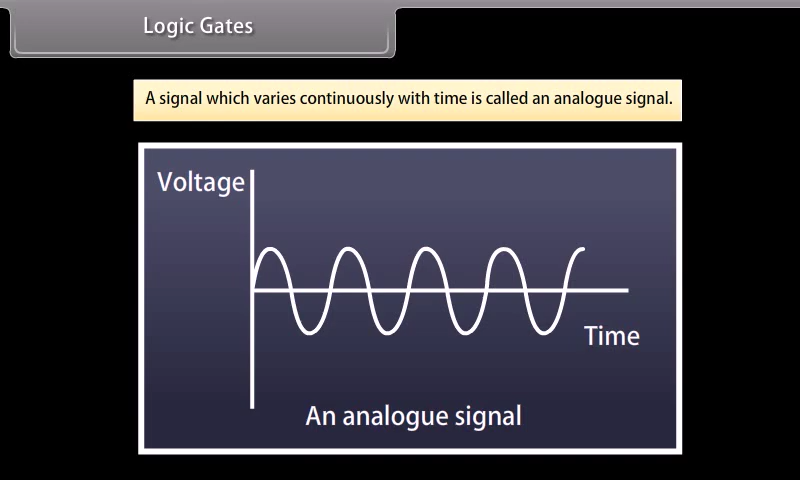 Logic Gates
A signal which varies continuously with time is called an analogue signal.
Voltage
Time
An analogue signal